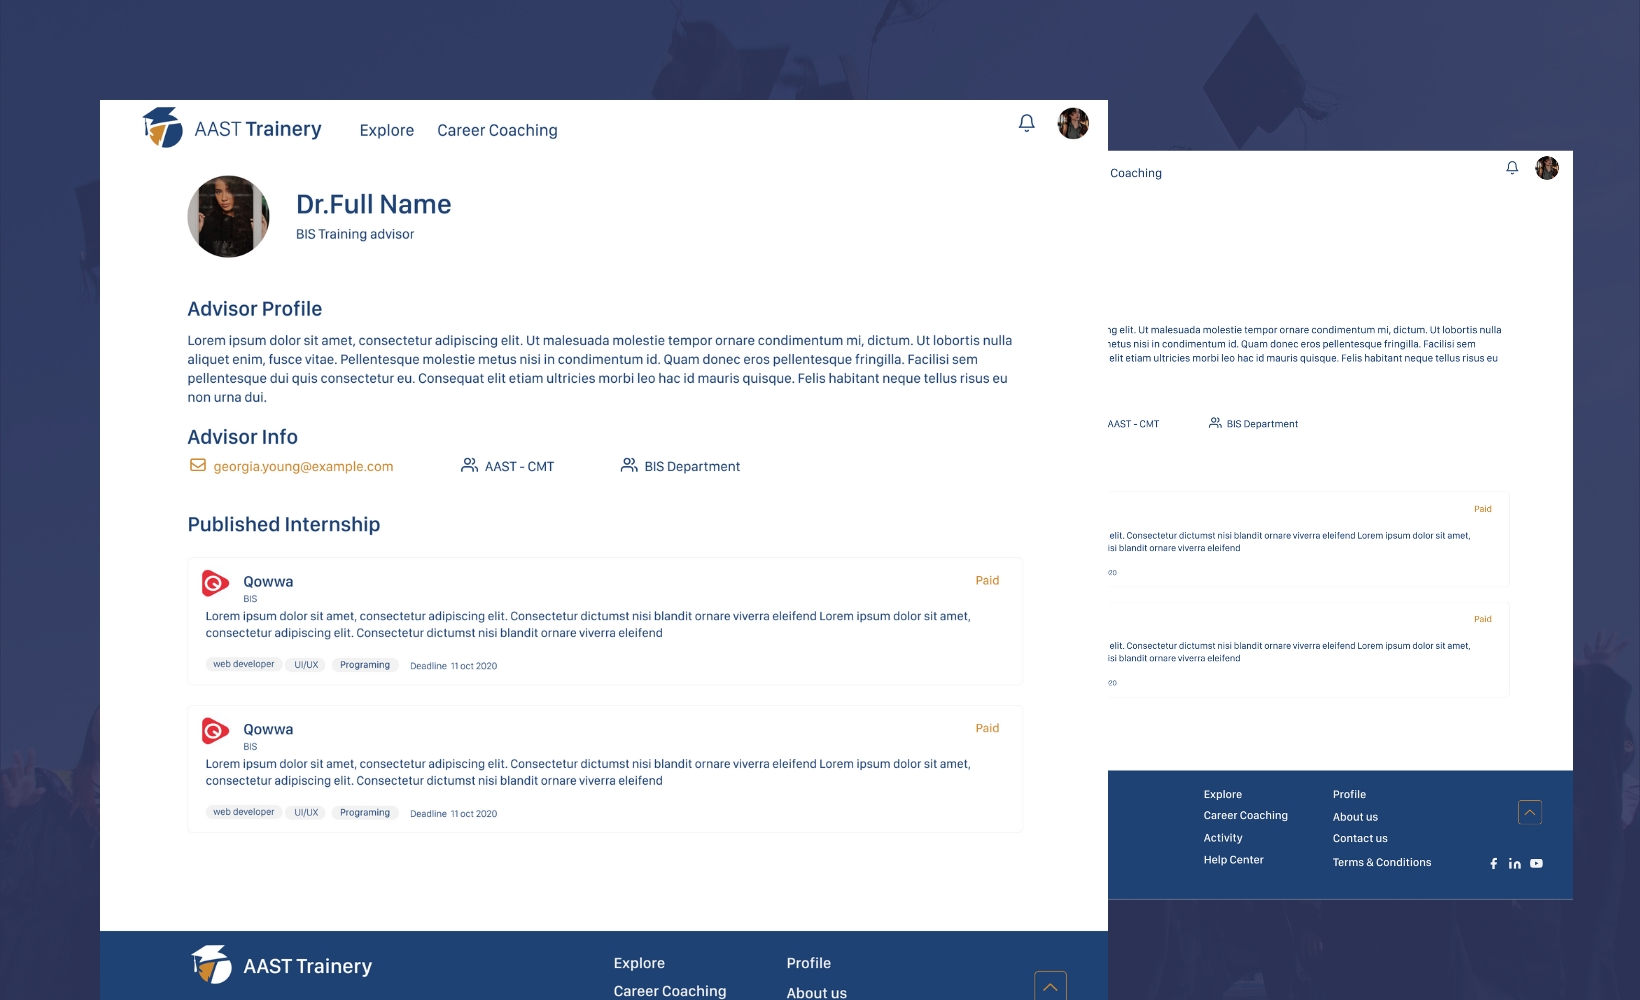 AAST Trainery
Explore
Career Coaching
Dr.Full Name
BIS Training advisor
Advisor Profile
Lorem ipsum dolor sit amet, consectetur adipiscing elit. Ut malesuada molestie tempor ornare condimentum mi, dictum. Ut lobortis nulla
aliquet enim, fusce vitae. Pellentesque molestie metus nisi in condimentum id. Quam donec eros pellentesque fringilla. Facilisi sem
pellentesque dui quis consectetur eu. Consequat elit etiam ultricies morbi leo hac id mauris quisque. Felis habitant neque tellus risus eu
non urna dui.
Advisor Info
georgia.young@example.com
AAST - CMT
BIS Department
Published Internship
Qowwa
Paid
BIS
Lorem ipsum dolor sit amet, consectetur adipiscing elit. Consectetur dictumst nisi blandit ornare viverra eleifend Lorem ipsum dolor sit amet,
consectetur adipiscing elit. Consectetur dictumst nisi blandit ornare viverra eleifend
web developer
UI/UX
Programing
Deadline 11 oct 2020
Qowwa
Paid
BIS
Lorem ipsum dolor sit amet, consectetur adipiscing elit. Consectetur dictumst nisi blandit ornare viverra eleifend Lorem ipsum dolor sit amet,
consectetur adipiscing elit. Consectetur dictumst nisi blandit ornare viverra eleifend
web developer
UI/UX
Programing
Deadline 11 oct 2020
AAST Trainery
Explore
Profile
Career Coaching
About us
Coaching
elit. Ut malesuada molestie tempor ornare condimentum mi, dictum. Ut lobortis nulla
metus nisi in condimentum id. Quam donec eros pellentesque fringilla. Facilisi sem
elit etiam ultricies morbi leo hac id mauris quisque. Felis habitant neque tellus risus eu
AAST - CMT
BIS Department
Paid
elit. Consectetur dictumst nisi blandit ornare viverra eleifend Lorem ipsum dolor sit amet,
isi blandit ornare viverra eleifend
20
Paid
elit. Consectetur dictumst nisi blandit ornare viverra eleifend Lorem ipsum dolor sit amet,
isi blandit ornare viverra eleifend
20
Explore
Profile
Career Coaching
About us
Activity
Contact us
Help Center
Terms & Conditions